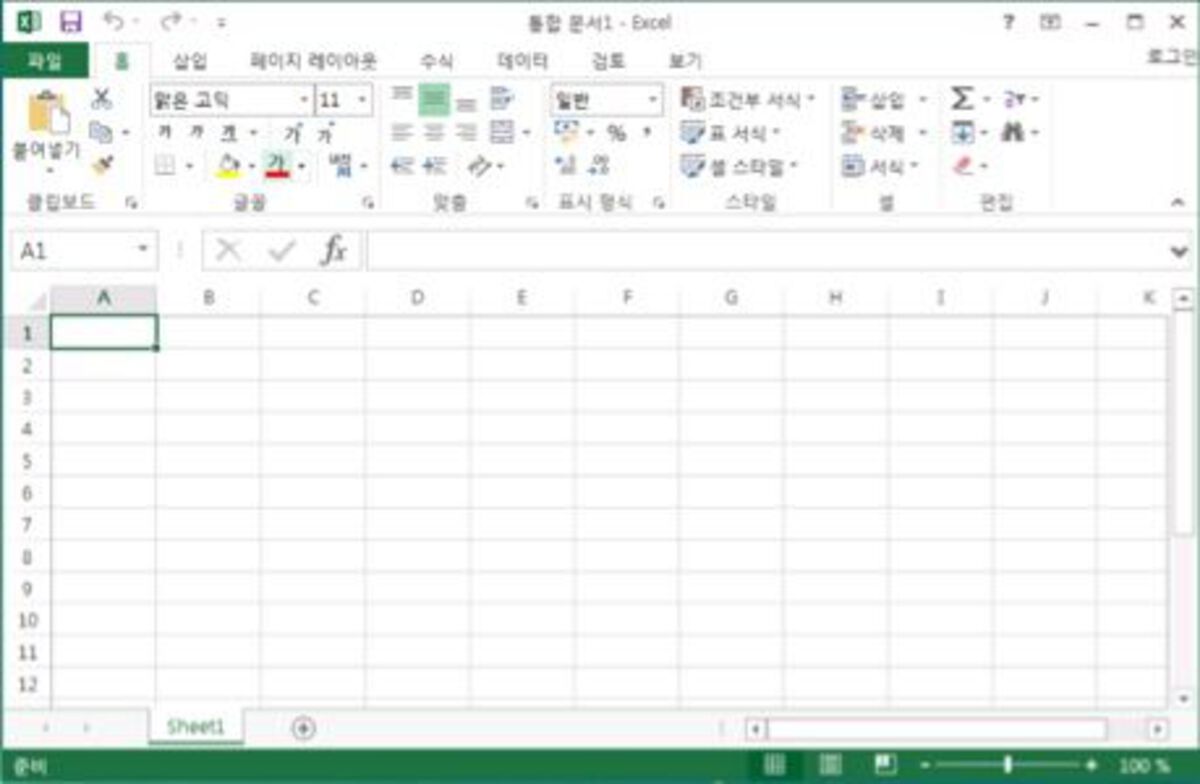 통합 문서1 - Excel
?
파일 홈 삽입 페이지 레이아웃 수식 데이터 검토 보기 로그인
맑은 고딕 11 일반 조건부 서식 삽입 Σ
붙여넣기 가 가 가 가 가 % , 표 서식 삭제
가 셀 스타일 서식
클립보드 글꼴 맞춤 표시 형식 스타일 셀 편집
A1 fx
A B C D E F G H I J K
1
2
3
4
5
6
7
8
9
10
11
12
Sheet1
준비 100 %